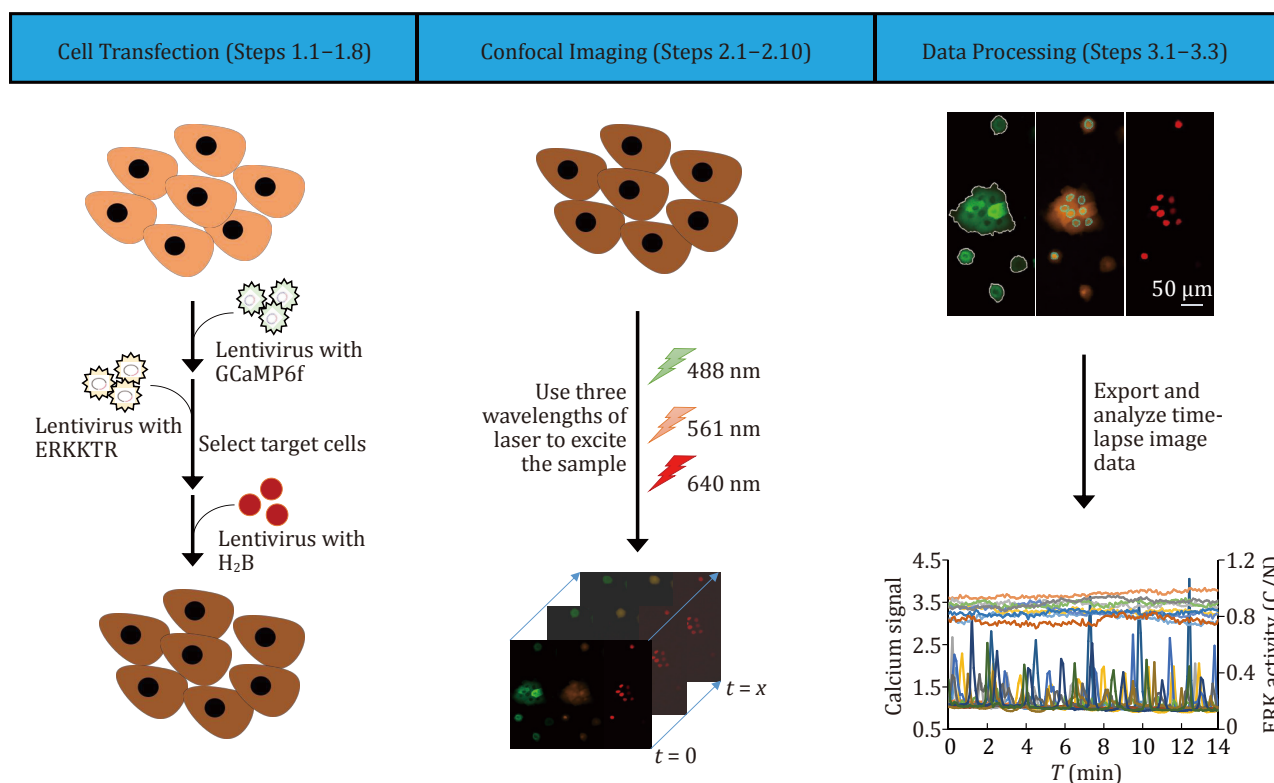 Cell Transfection (Steps 1.1−1.8)
Confocal Imaging (Steps 2.1−2.10)
Data Processing (Steps 3.1−3.3)
Lentivirus with
GCaMP6f
Lentivirus with
ERKKTR
Select target cells
Lentivirus with
H₂B
Use three
wavelengths of
laser to excite
the sample
488 nm
561 nm
640 nm
t = x
t = 0
50 μm
Export and
analyze time-
lapse image
data
Calcium signal
4.5
3.5
2.5
1.5
0.5
1.2
0.8
0.4
0
ERK activity (C/N)
0 2 4 6 8 10 12 14
T (min)